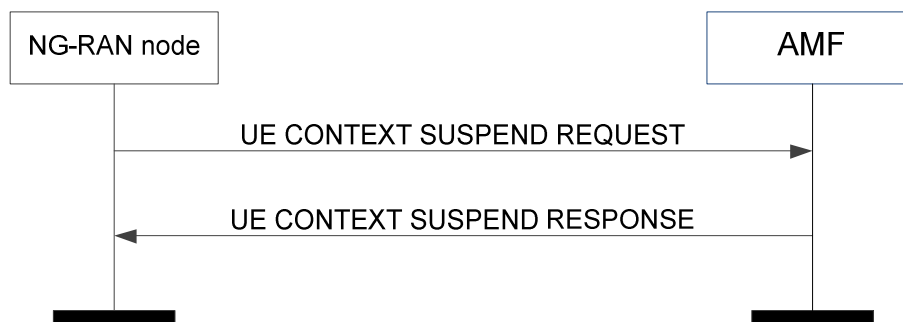 NG-RAN node
AMF
UE CONTEXT SUSPEND REQUEST
UE CONTEXT SUSPEND RESPONSE